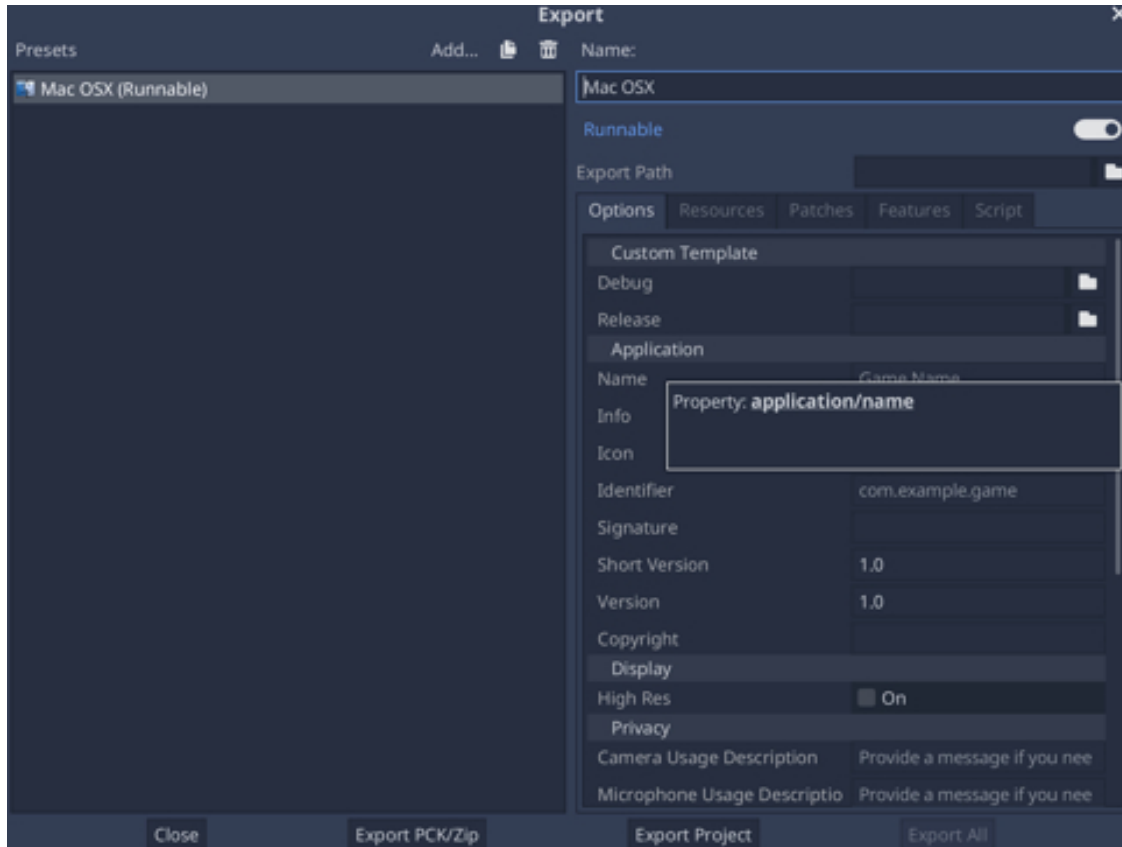 Export
Presets Add... Name:
Mac OSX (Runnable) Mac OSX
Runnable
Export Path
Options Resources Patches Features Script
Custom Template
Debug
Release
Application
Name Game Name
Property: application/name
Info
Icon
Identifier com.example.game
Signature
Short Version 1.0
Version 1.0
Copyright
Display
High Res On
Privacy
Camera Usage Description Provide a message if you nee
Microphone Usage Descriptio Provide a message if you nee
Close Export PCK/Zip Export Project Export All